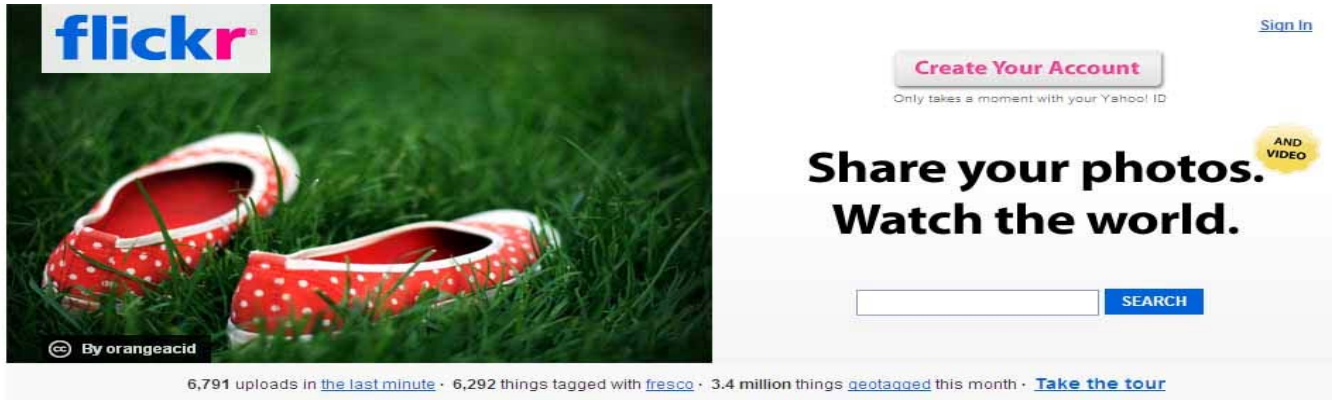 flickr
Sign In
Create Your Account
Only takes a moment with your Yahoo! ID
AND
VIDEO
Share your photos.
Watch the world.
SEARCH
cc By orangeacid
6,791 uploads in the last minute · 6,292 things tagged with fresco · 3.4 million things geotagged this month · Take the tour